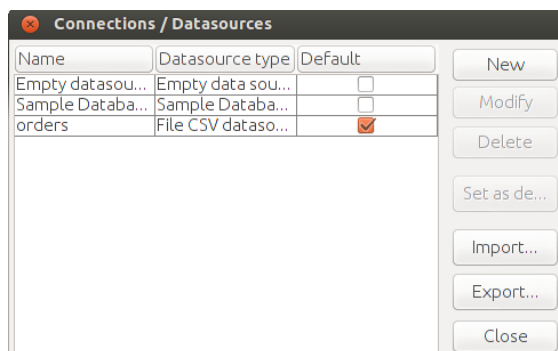 Connections / Datasources
Name Datasource type Default
Empty datasou... Empty data sou...
Sample Databa... Sample Databa...
orders File CSV dataso...
New
Modify
Delete
Set as de...
Import...
Export...
Close